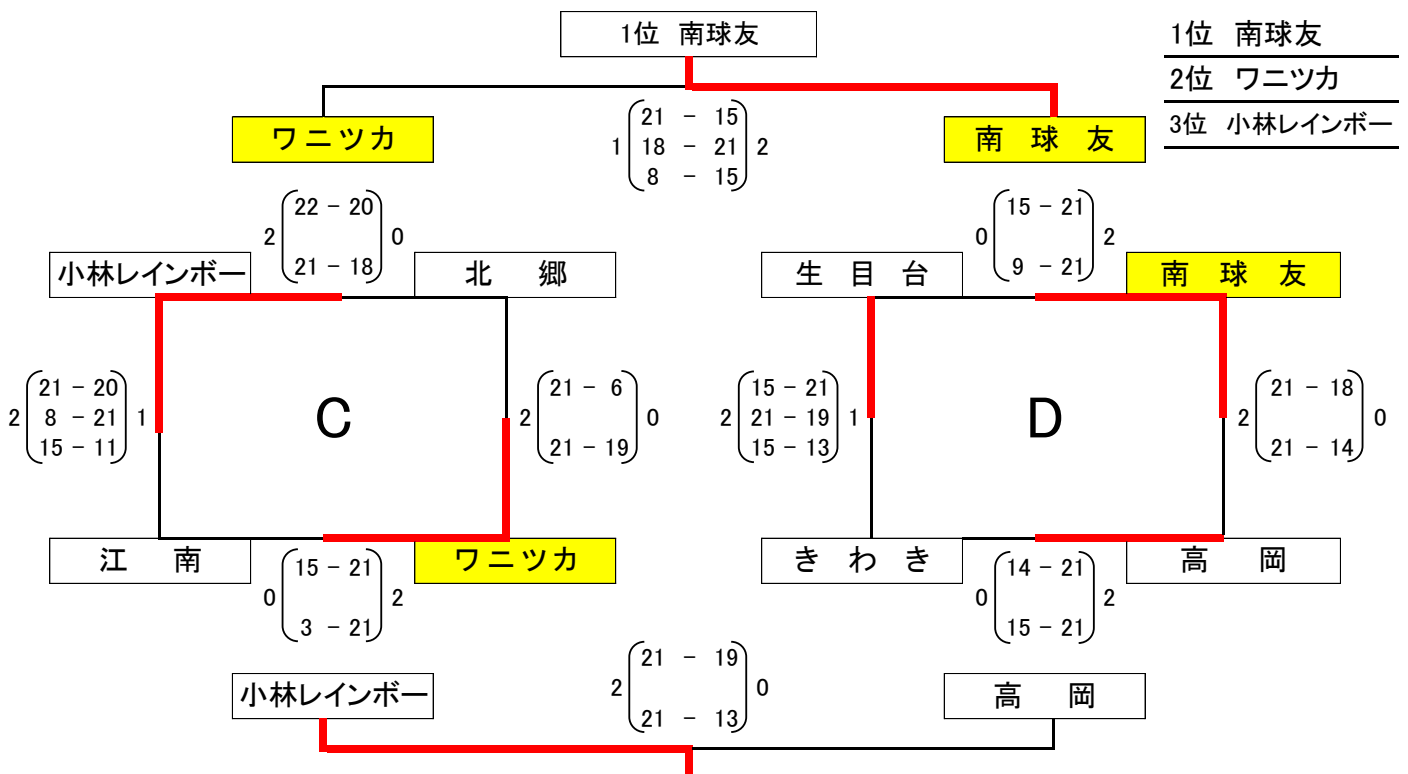 1位 南球友
1位 南球友
2位 ワニツカ
3位 小林レインボー
ワニツカ
1 21 - 15 2
18 - 21
8 - 15
南 球 友
2 22 - 20 0
21 - 18
0 15 - 21 2
9 - 21
小林レインボー
北 郷
生 目 台
南 球 友
2 21 - 20 1
8 - 21
15 - 11
C
2 21 - 6 0
21 - 19
2 15 - 21 1
21 - 19
15 - 13
D
2 21 - 18 0
21 - 14
江 南
ワニツカ
きわき
高 岡
0 15 - 21 2
3 - 21
0 14 - 21 2
15 - 21
小林レインボー
2 21 - 19 0
21 - 13
高 岡